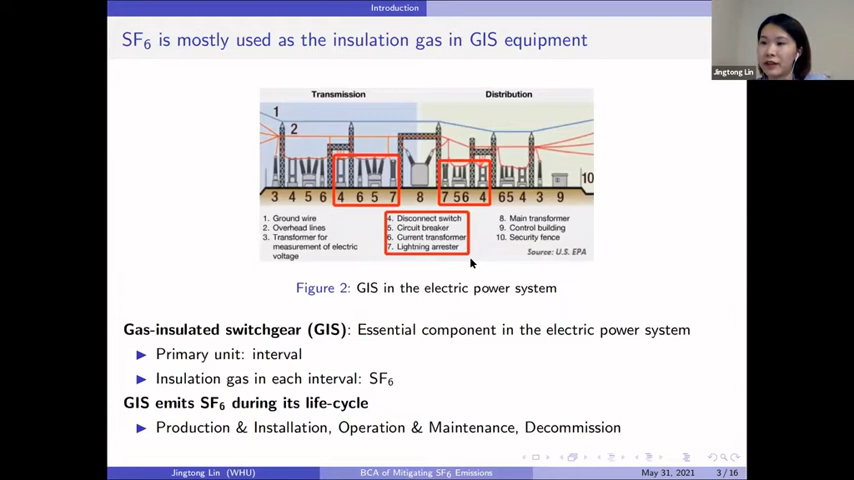 Introduction
SF6 is mostly used as the insulation gas in GIS equipment
Jingtong Lin
Transmission
Distribution
1
2
3 4 5 6 4 6 5 7 8 7 5 6 4 6 5 4 3 9
10
1. Ground wire
2. Overhead lines
3. Transformer for
measurement of electric
voltage
4. Disconnect switch
5. Circuit breaker
6. Current transformer
7. Lightning arrester
8. Main transformer
9. Control building
10. Security fence
Source: U.S. EPA
Figure 2: GIS in the electric power system
Gas-insulated switchgear (GIS): Essential component in the electric power system
▶ Primary unit: interval
▶ Insulation gas in each interval: SF6
GIS emits SF6 during its life-cycle
▶ Production & Installation, Operation & Maintenance, Decommission
Jingtong Lin (WHU)
BCA of Mitigating SF6 Emissions
May 31, 2021
3 / 16